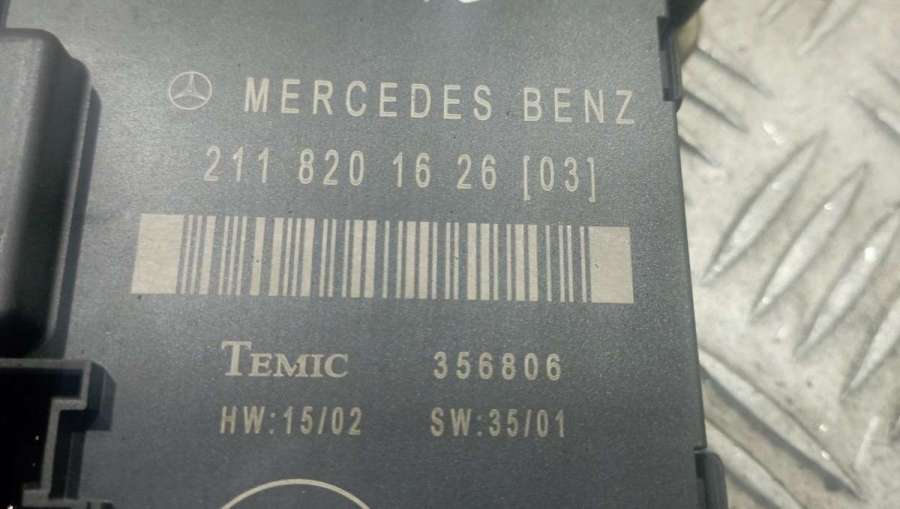 MERCEDES BENZ
211 820 16 26 [03]
TEMIC 356806
HW:15/02 SW:35/01